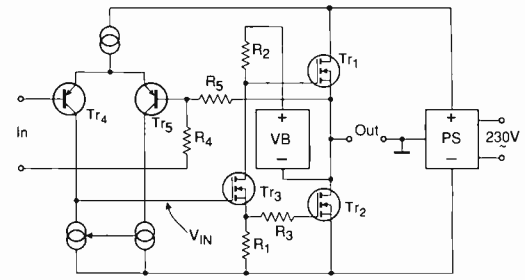 R2
Tr1
R5
Tr4
Tr5
+
+
In
R4
VB
Out
PS
230V
~
−
−
Tr3
Tr2
VIN
R3
R1